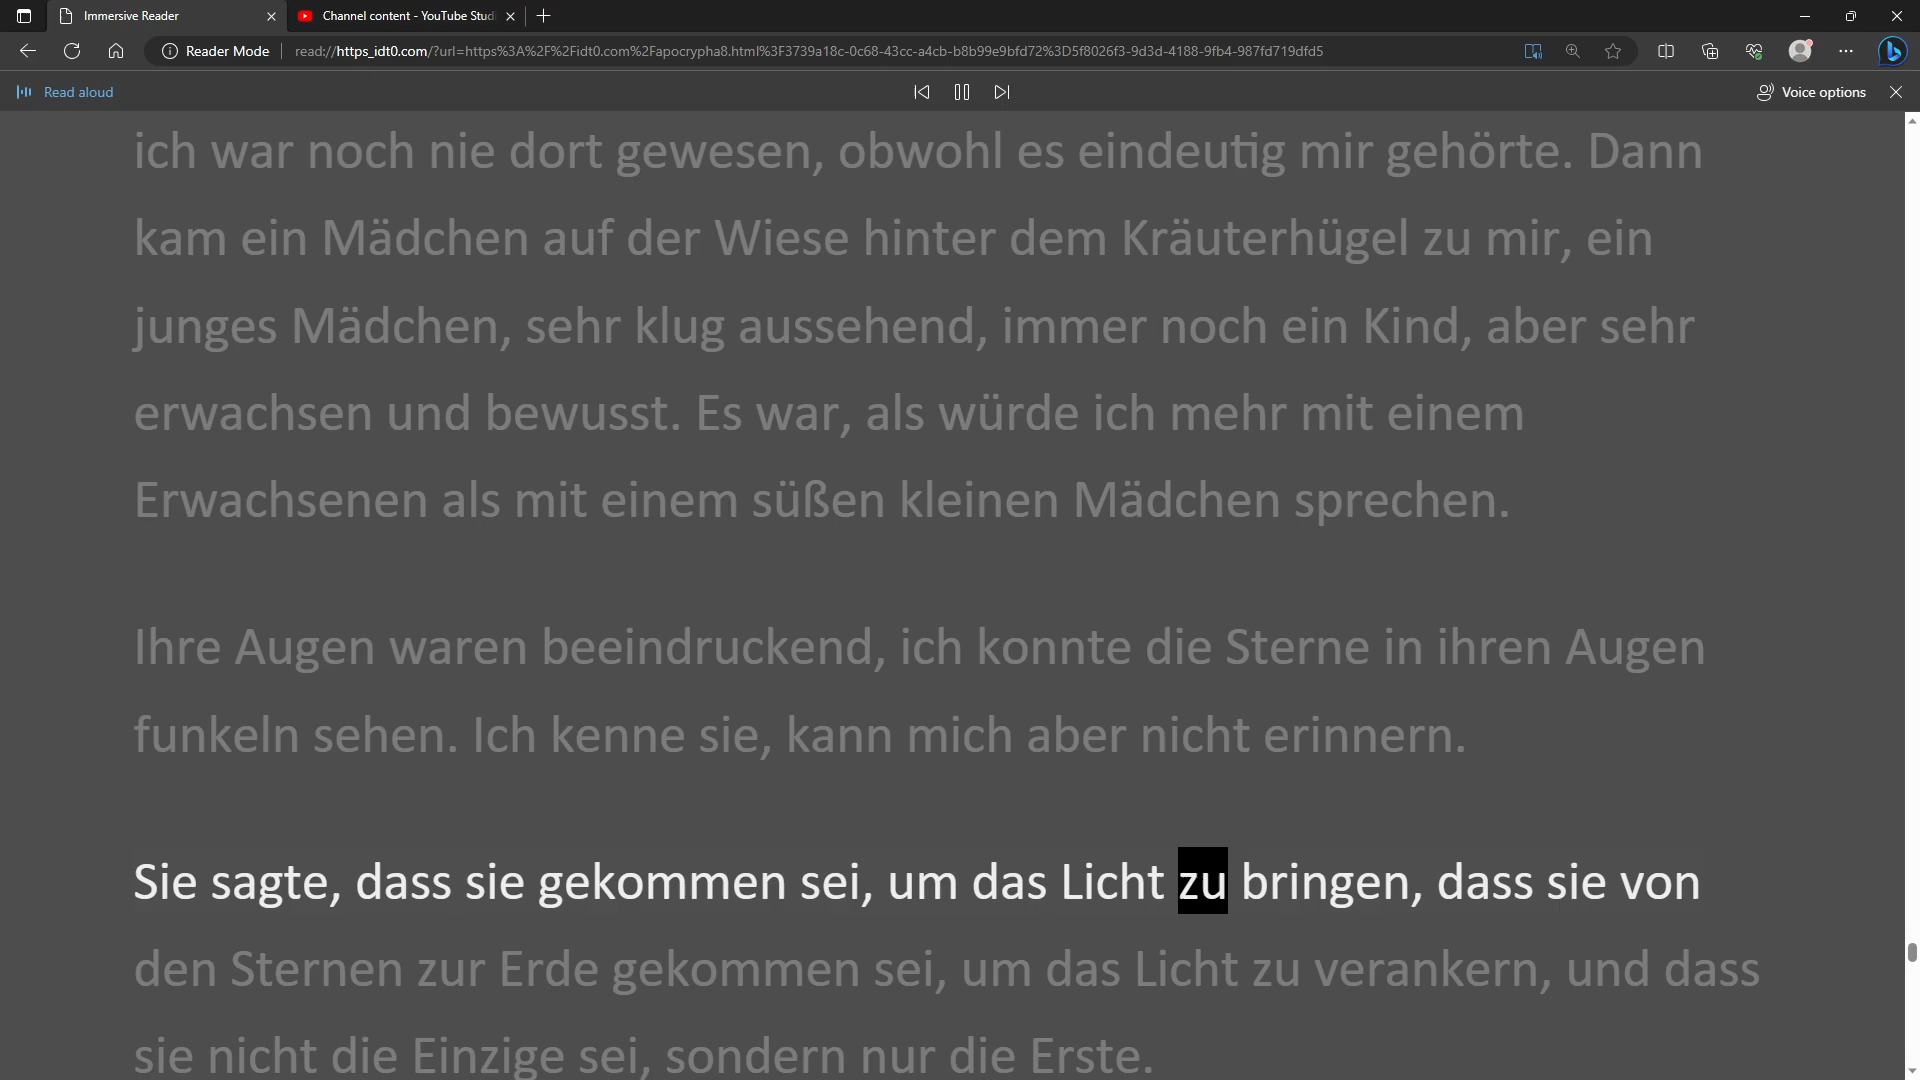 Immersive Reader
Channel content - YouTube Studi
Reader Mode
read://https_idt0.com/?url=https%3A%2F%2Fidt0.com%2Fapocrypha8.html%3F3739a18c-0c68-43cc-a4cb-b8b99e9bfd72%3D5f8026f3-9d3d-4188-9fb4-987fd719dfd5
Read aloud
Voice options
ich war noch nie dort gewesen, obwohl es eindeutig mir gehörte. Dann
kam ein Mädchen auf der Wiese hinter dem Kräuterhügel zu mir, ein
junges Mädchen, sehr klug aussehend, immer noch ein Kind, aber sehr
erwachsen und bewusst. Es war, als würde ich mehr mit einem
Erwachsenen als mit einem süßen kleinen Mädchen sprechen.
Ihre Augen waren beeindruckend, ich konnte die Sterne in ihren Augen
funkeln sehen. Ich kenne sie, kann mich aber nicht erinnern.
Sie sagte, dass sie gekommen sei, um das Licht zu bringen, dass sie von
den Sternen zur Erde gekommen sei, um das Licht zu verankern, und dass
sie nicht die Einzige sei, sondern nur die Erste.